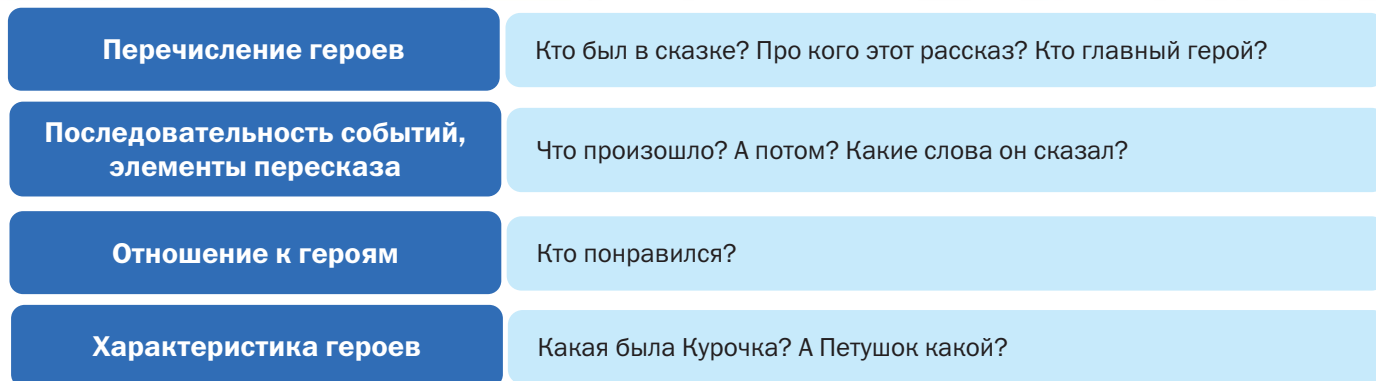 Перечисление героев
Кто был в сказке? Про кого этот рассказ? Кто главный герой?
Последовательность событий,
элементы пересказа
Что произошло? А потом? Какие слова он сказал?
Отношение к героям
Кто понравился?
Характеристика героев
Какая была Курочка? А Петушок какой?